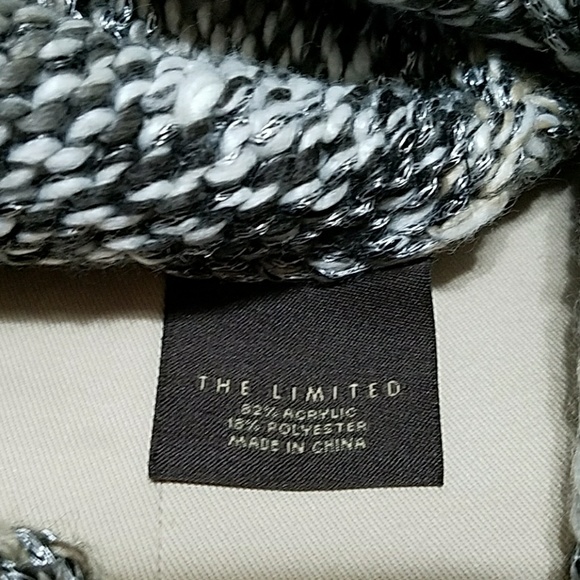 THE LIMITED
82% ACRYLIC
18% POLYESTER
MADE IN CHINA